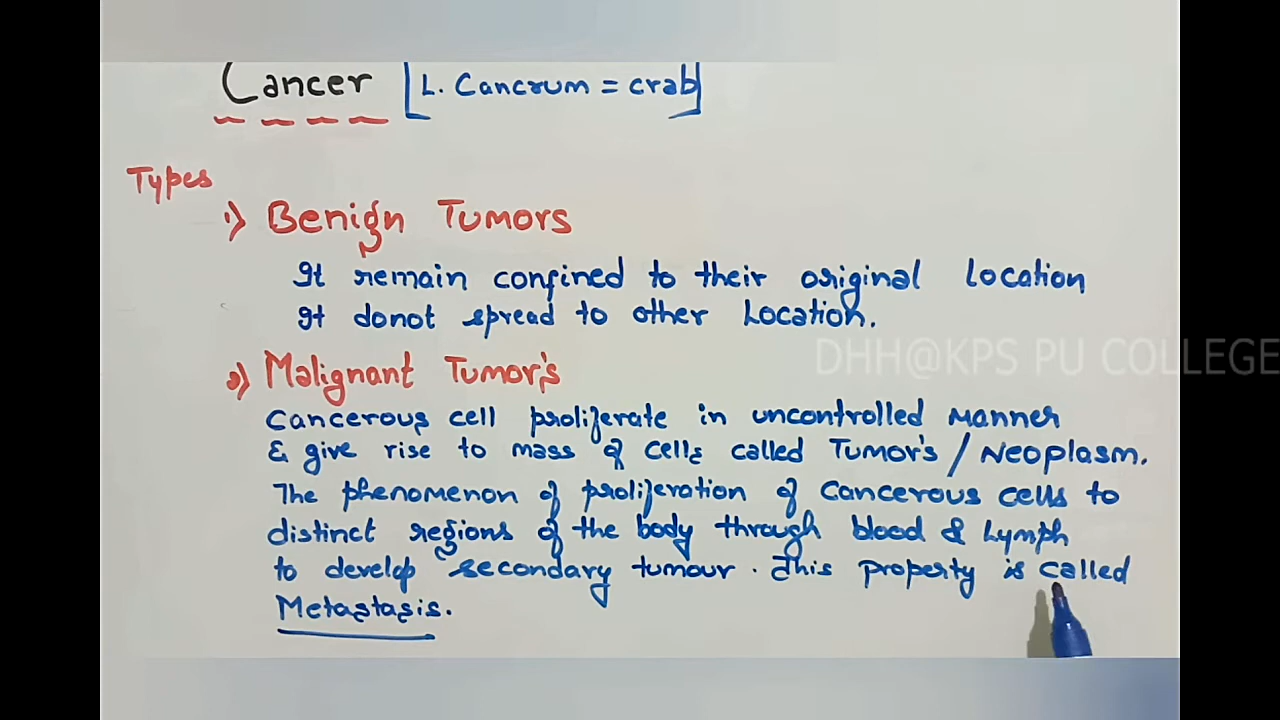 Cancer [L. Cancrum = crab]
Types
1) Benign Tumors
It remain confined to their original Location
It donot spread to other Location.
DHH@KPS PU COLLEGE
2) Malignant Tumor's
Cancerous cell proliferate in uncontrolled manner
& give rise to mass of cells called Tumor's / Neoplasm.
The phenomenon of proliferation of cancerous cells to
distinct regions of the body through blood & Lymph
to develop secondary tumour. This property is called
Metastasis.